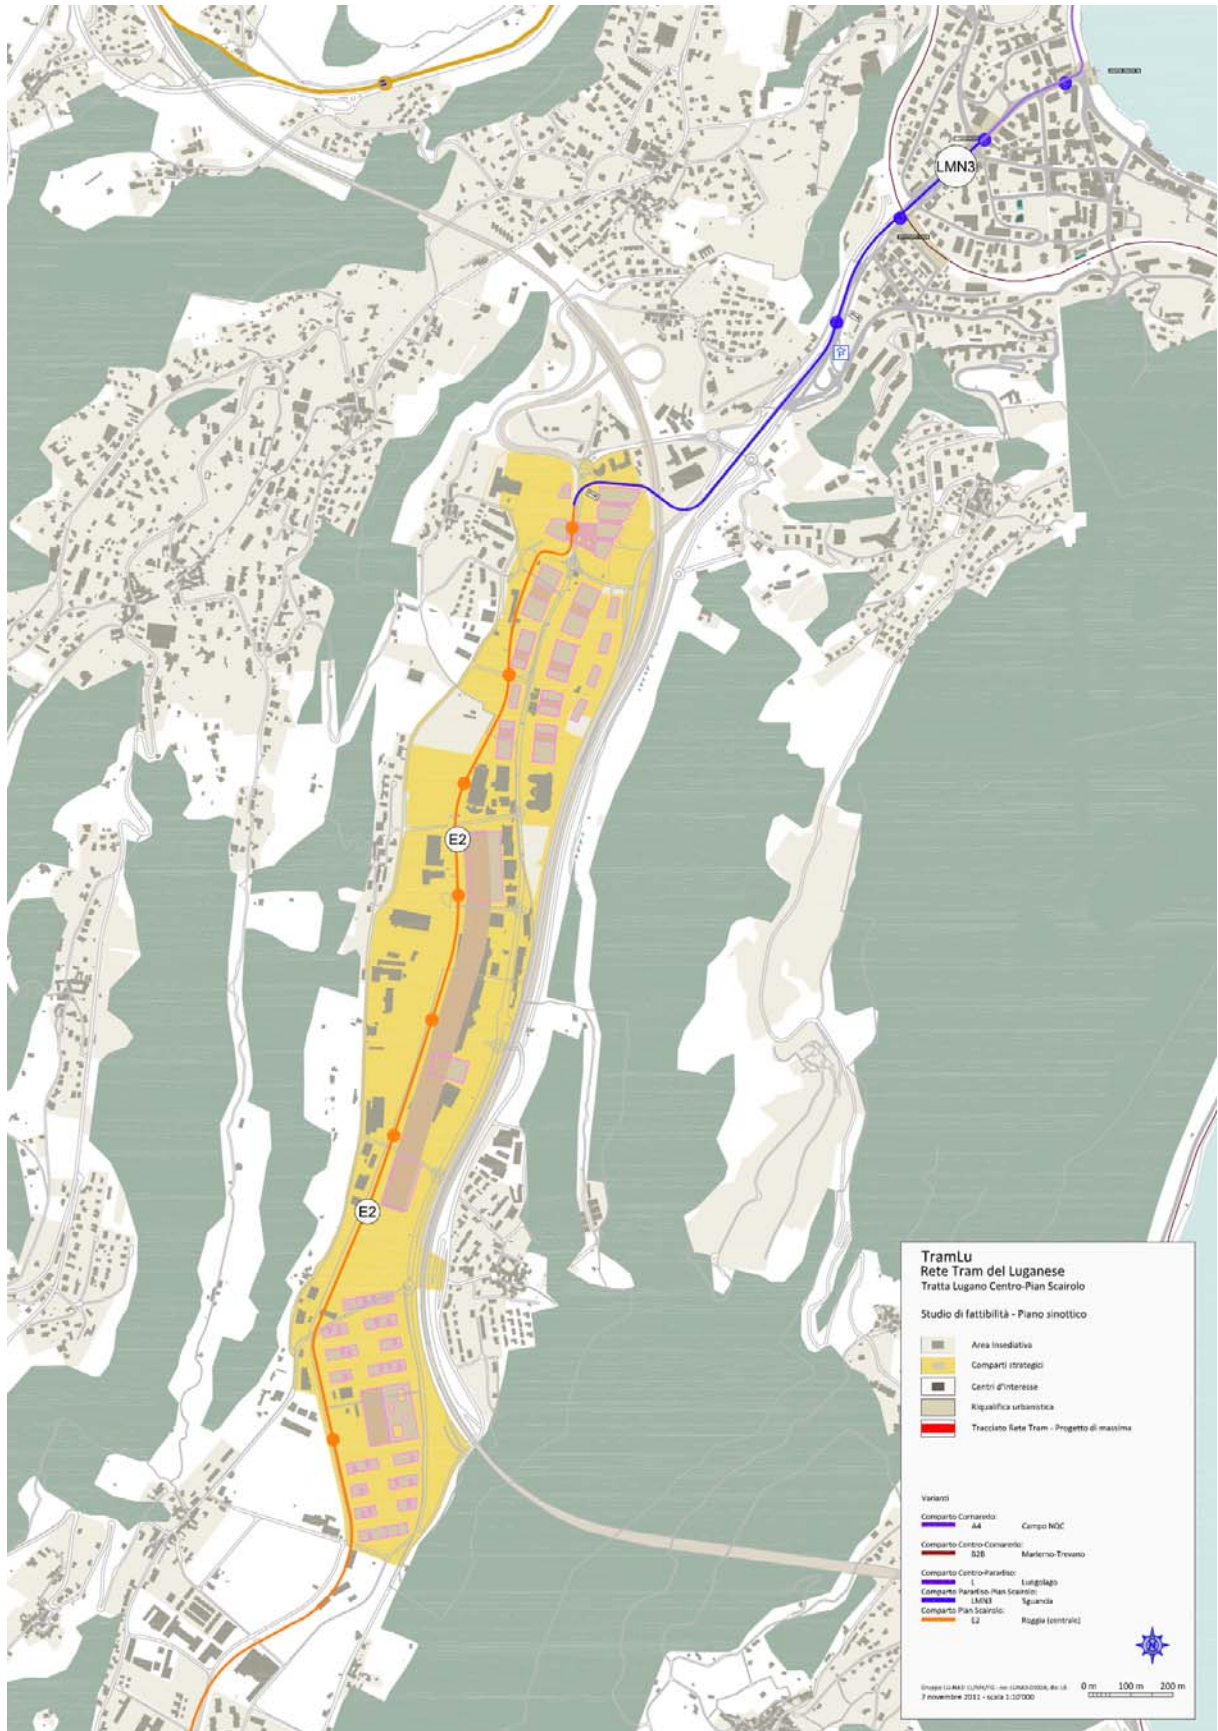 LMN3
E2
E2
TramLu
Rete Tram del Luganese
Tratta Lugano Centro-Pian Scairolo
Studio di fattibilità - Piano sinottico
Area Insediativa
Comparti strategici
Centri d'interesse
Riqualifica urbanistica
Tracciato Rete Tram - Progetto di massima
Varianti
Comparto Cornaredo:
A4 Campo NQC
Comparto Centro-Cornaredo:
B2B
Comparto Centro-Paradiso:
L Lungolago
Comparto Paradiso-Pian Scairolo:
LMN3 Sguancia
Comparto Pian Scairolo:
E2 Roggia (centrale)
7 novembre 2011 - scala 1:10'000
0 m 100 m 200 m